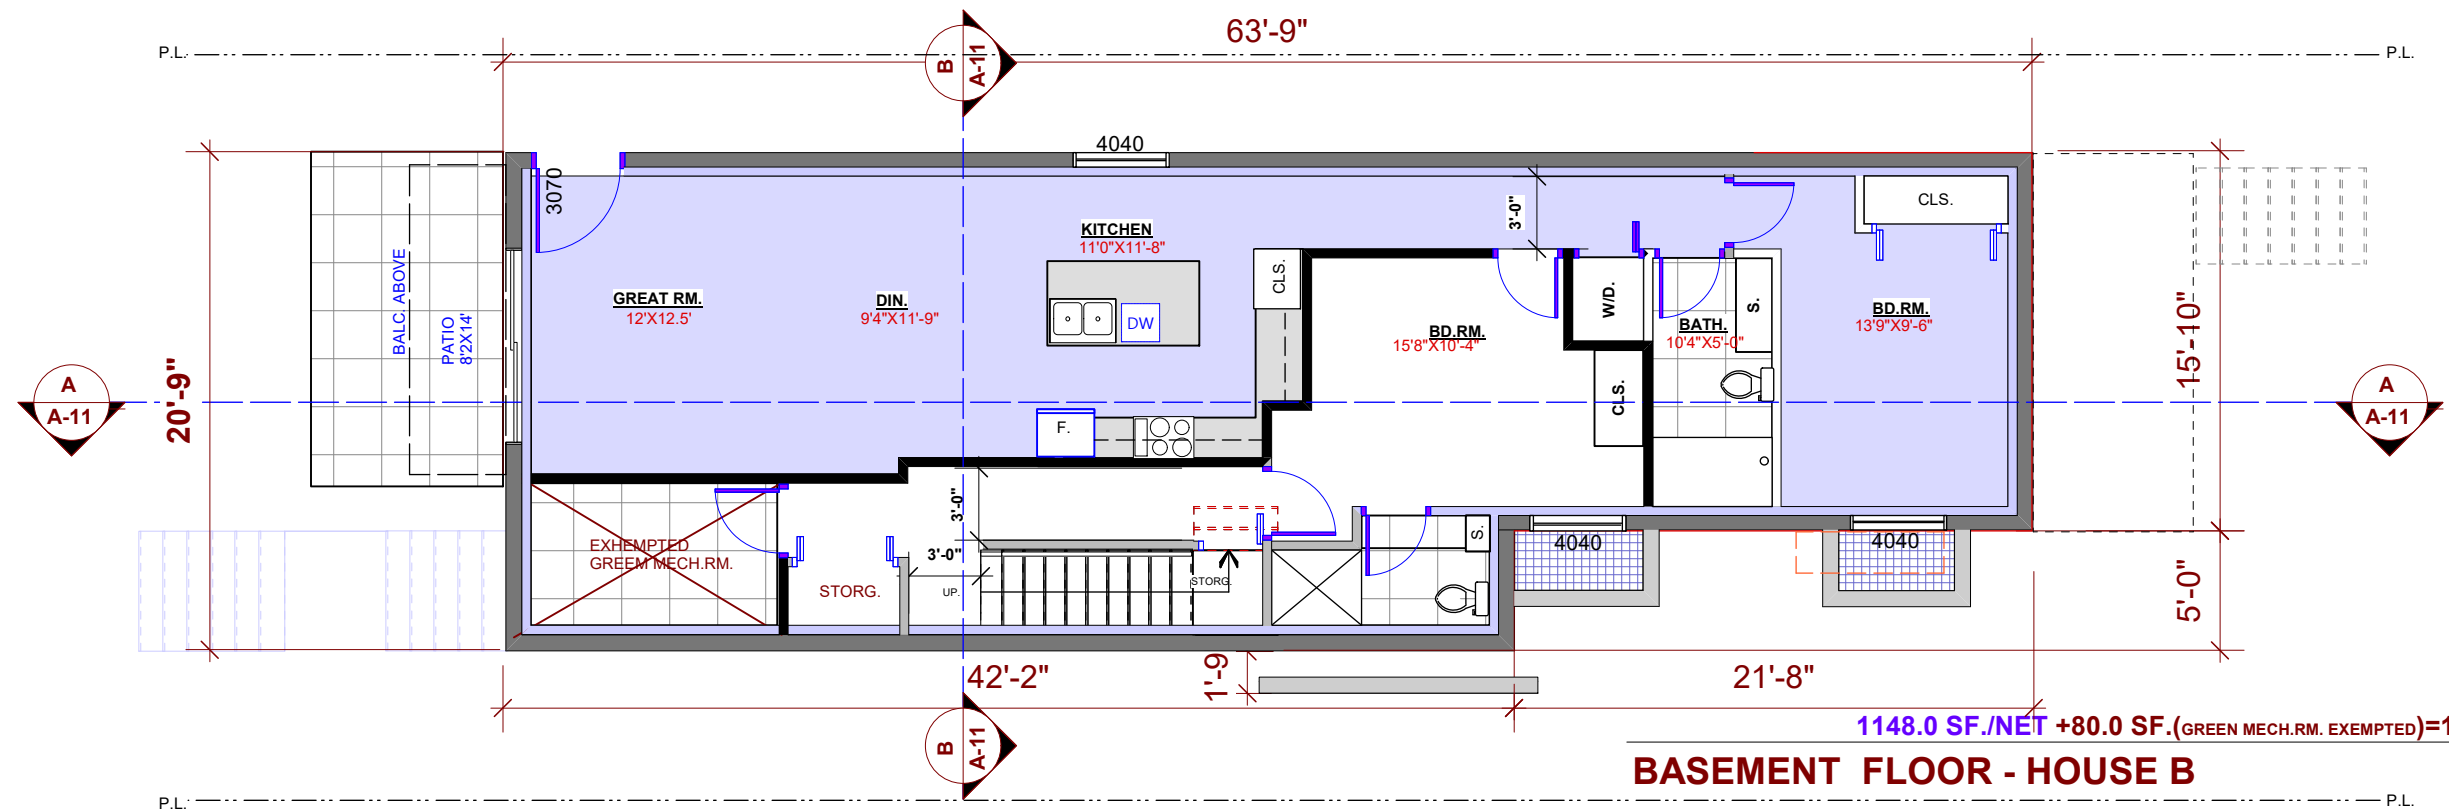 63'-9"
P.L.
P.L.
B
A-11
4040
3070
3'-0"
CLS.
KITCHEN
11'0"X11'-8"
BALC. ABOVE
PATIO
8'2X14'
GREAT RM.
12'X12.5'
DIN.
9'4"X11'-9"
DW
CLS.
BD.RM.
15'8"X10'-4"
W/D.
BATH.
10'4"X5'-0"
S.
BD.RM.
13'9"X9'-6"
15'-10"
A
A-11
20'-9"
CLS.
A
A-11
F.
3'-0"
EXHEMPTED
GREEM MECH.RM.
3'-0"
STORG.
UP.
STORG.
S.
4040
4040
5'-0"
42'-2"
1'-9
21'-8"
B
A-11
1148.0 SF./NET +80.0 SF.(GREEN MECH.RM. EXEMPTED)=1
BASEMENT FLOOR - HOUSE B
P.L.
P.L.